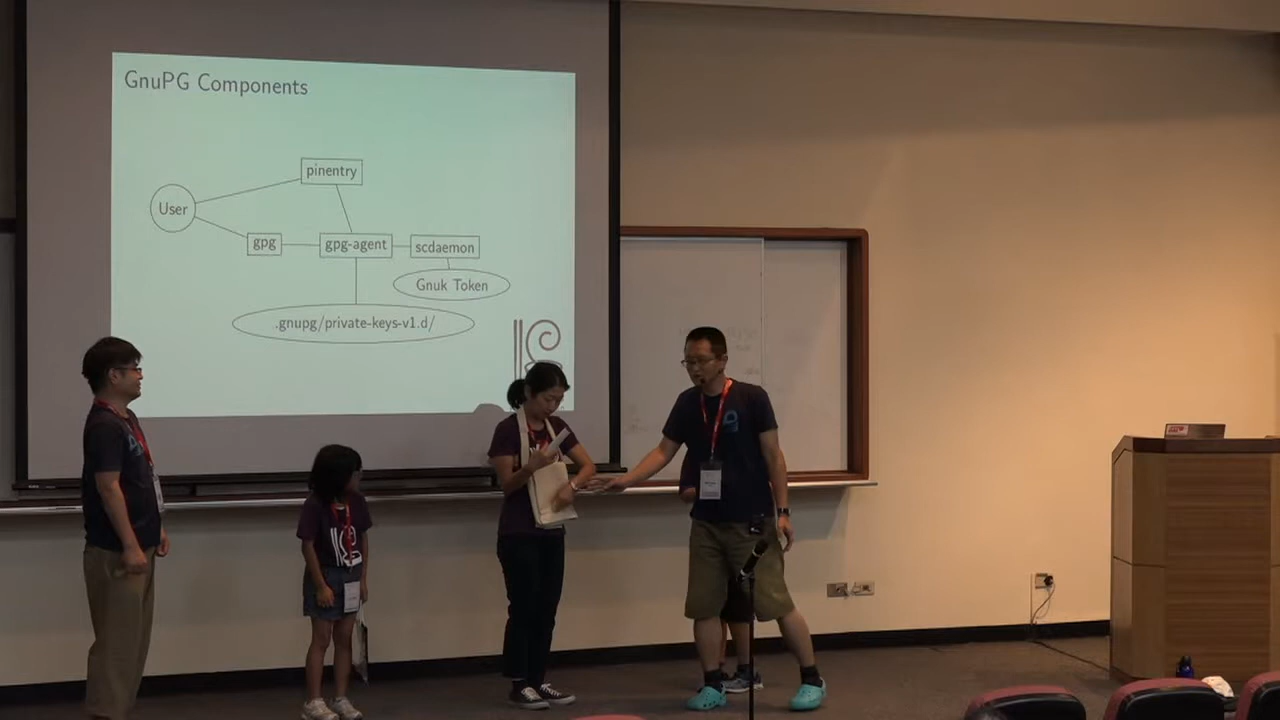 GnuPG Components
pinentry
User
gpg
gpg-agent
scdaemon
Gnuk Token
.gnupg/private-keys-v1.d/